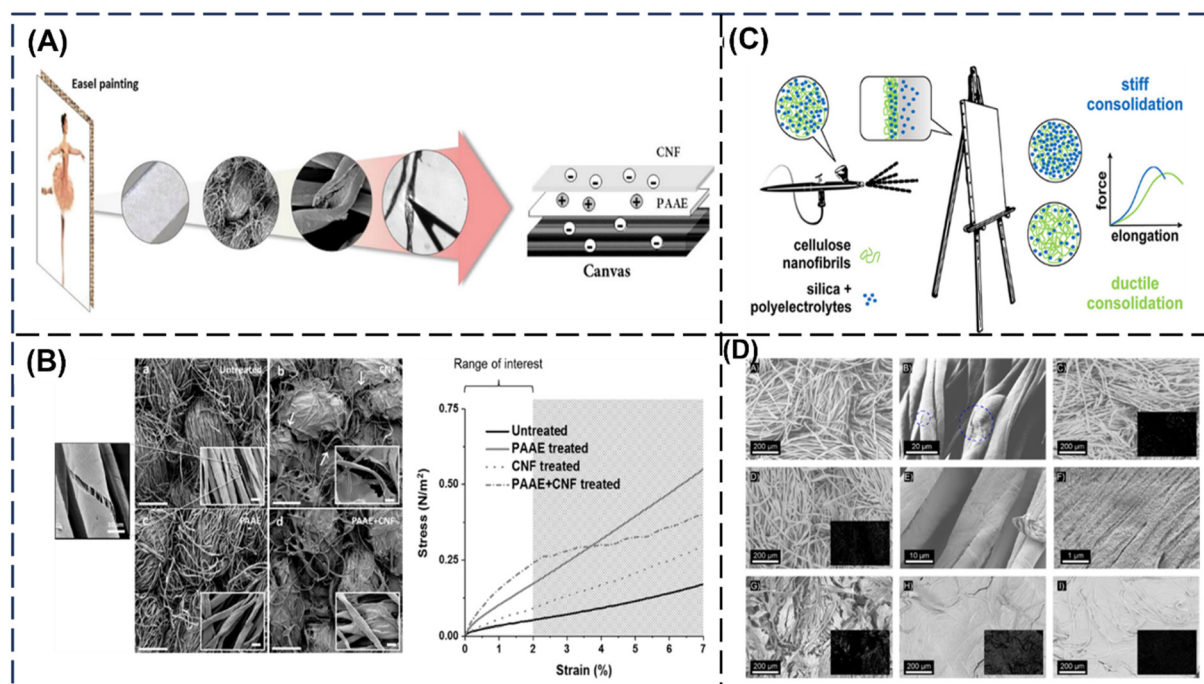 (A)
Easel painting
CNF
PAAE
Canvas
(C)
stiff
consolidation
cellulose
nanofibrils
silica +
polyelectrolytes
force
elongation
ductile
consolidation
(B)
a
Untreated
b
CNF
c
PAAE
d
PAAE+CNF
Range of interest
0.75
0.50
0.25
0.00
Stress (N/m²)
Untreated
PAAE treated
CNF treated
PAAE+CNF treated
0
1
2
3
4
5
6
7
Strain (%)
(D)
A)
200 µm
B)
20 µm
C)
200 µm
D)
200 µm
E)
10 µm
F)
1 µm
G)
200 µm
H)
200 µm
I)
200 µm